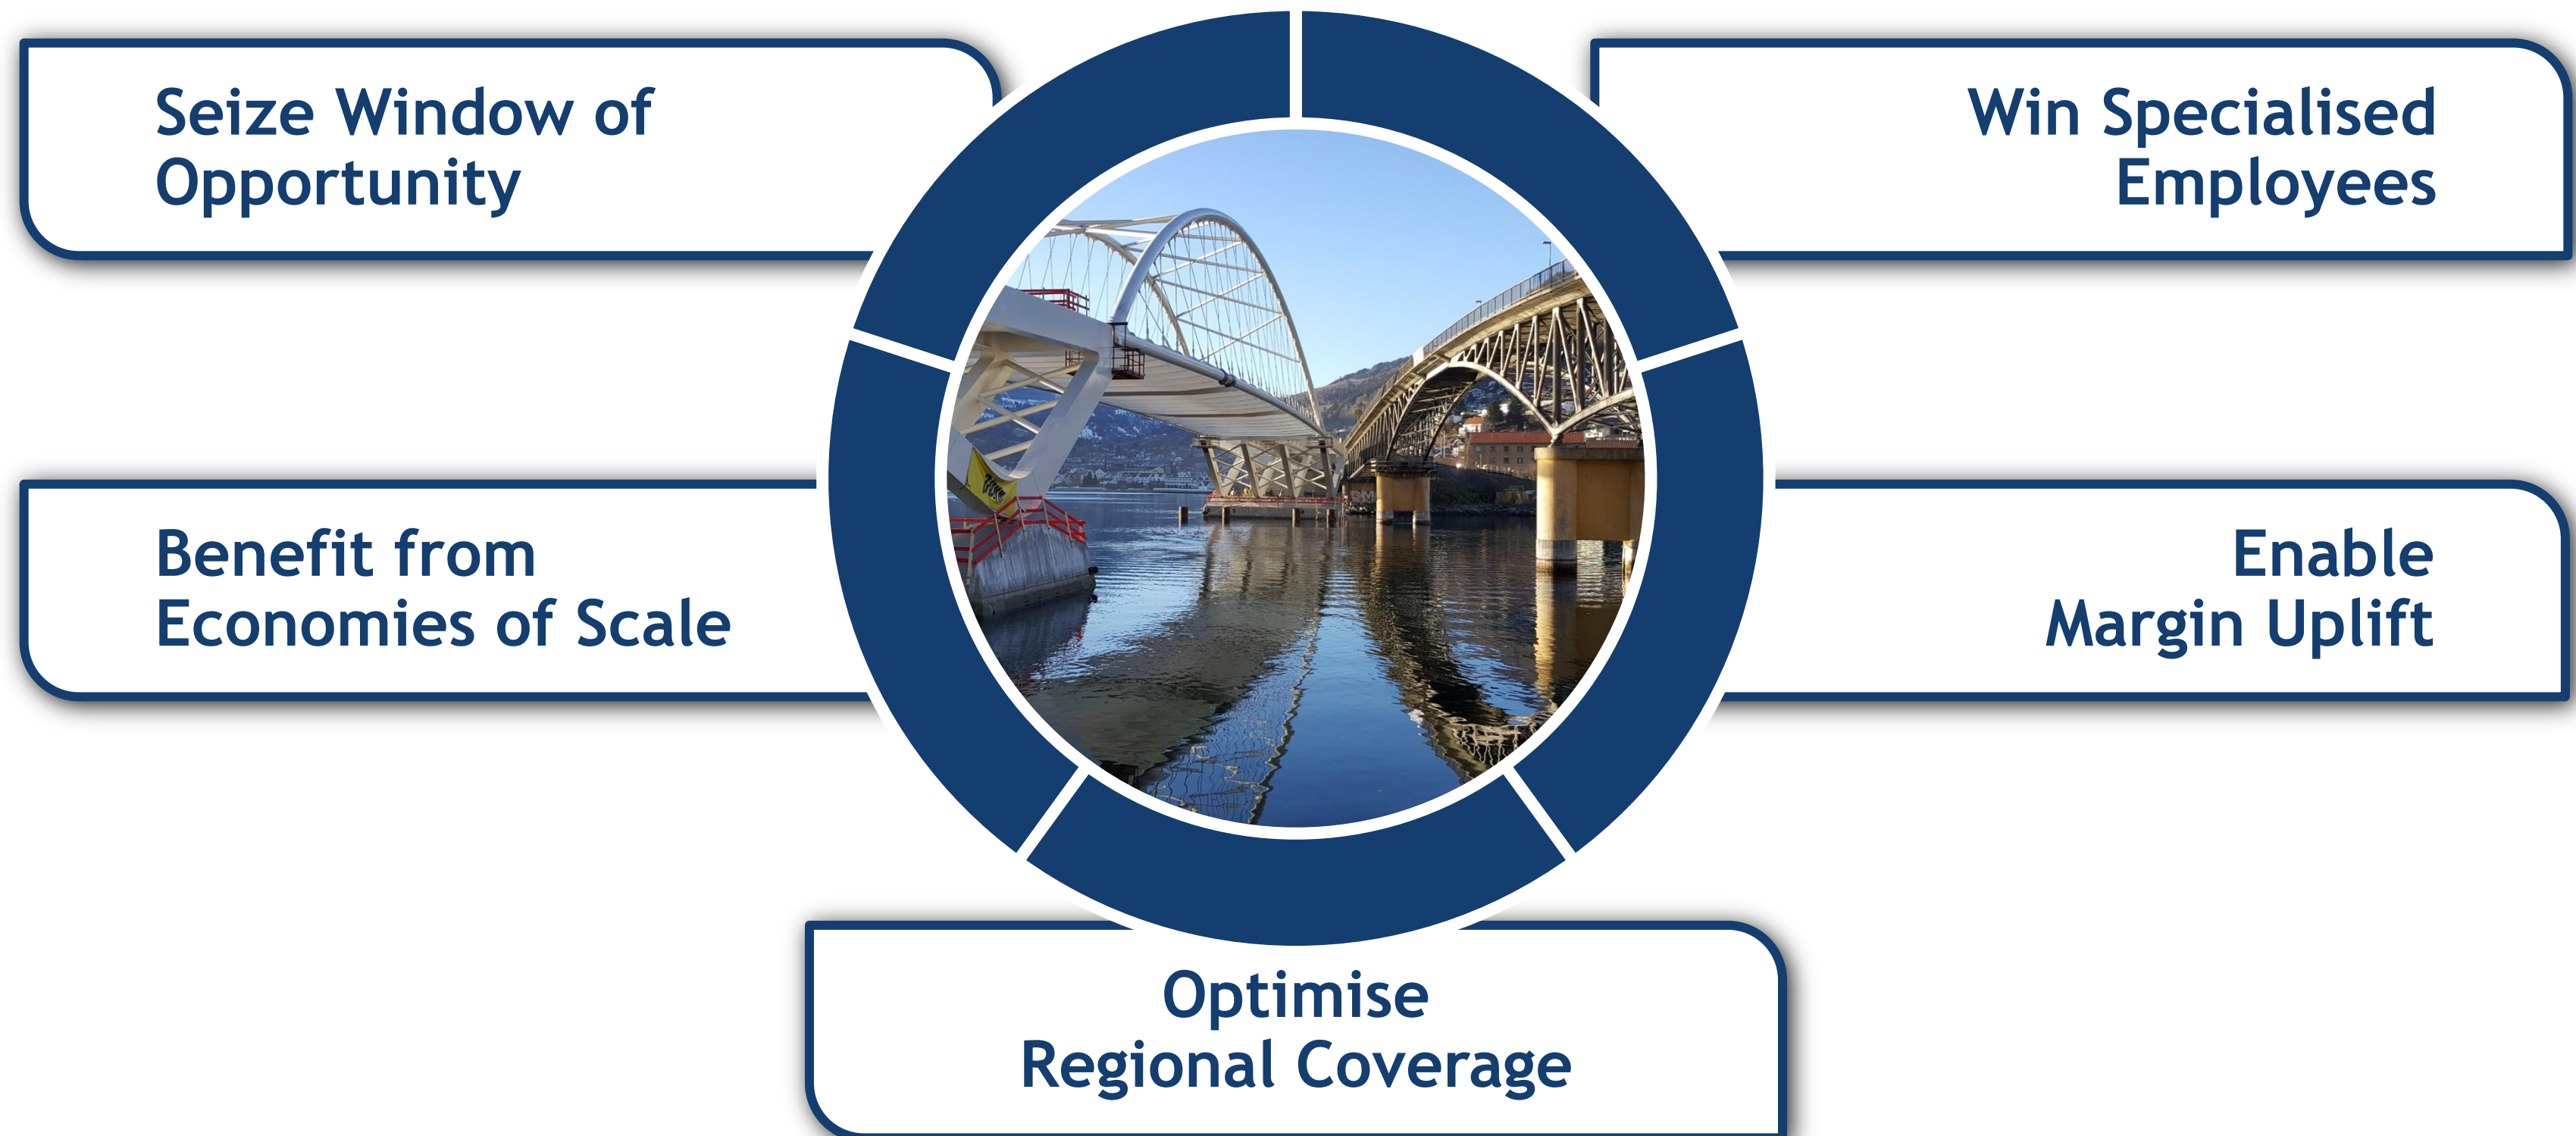 Seize Window of
Opportunity
Win Specialised
Employees
Benefit from
Economies of Scale
Enable
Margin Uplift
Optimise
Regional Coverage